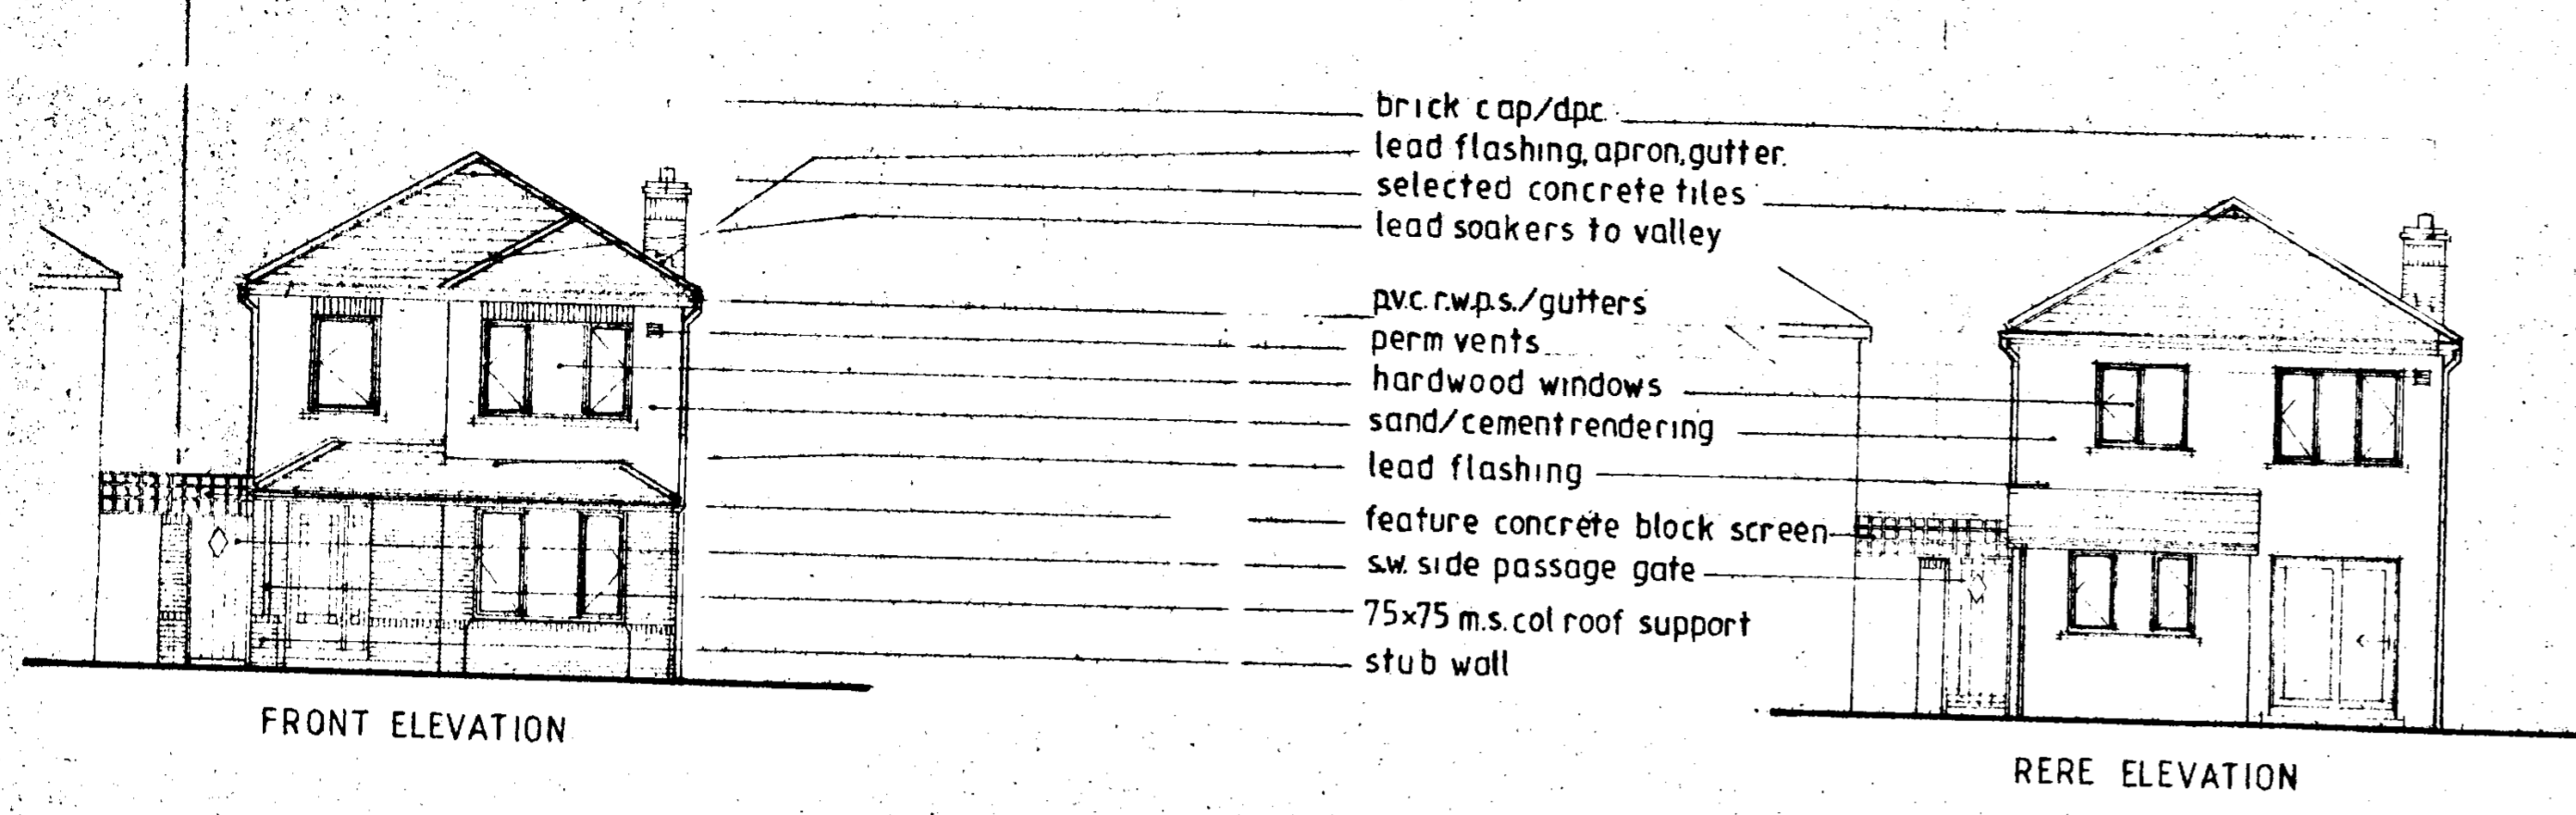 brick cap/dpc.
lead flashing, apron, gutter.
selected concrete tiles
lead soakers to valley
p.v.c. r.w.p.s./gutters
perm vents
hardwood windows
sand/cement rendering
lead flashing
feature concrete block screen
s.w. side passage gate
75x75 m.s. col roof support
stub wall
FRONT ELEVATION
RERE ELEVATION